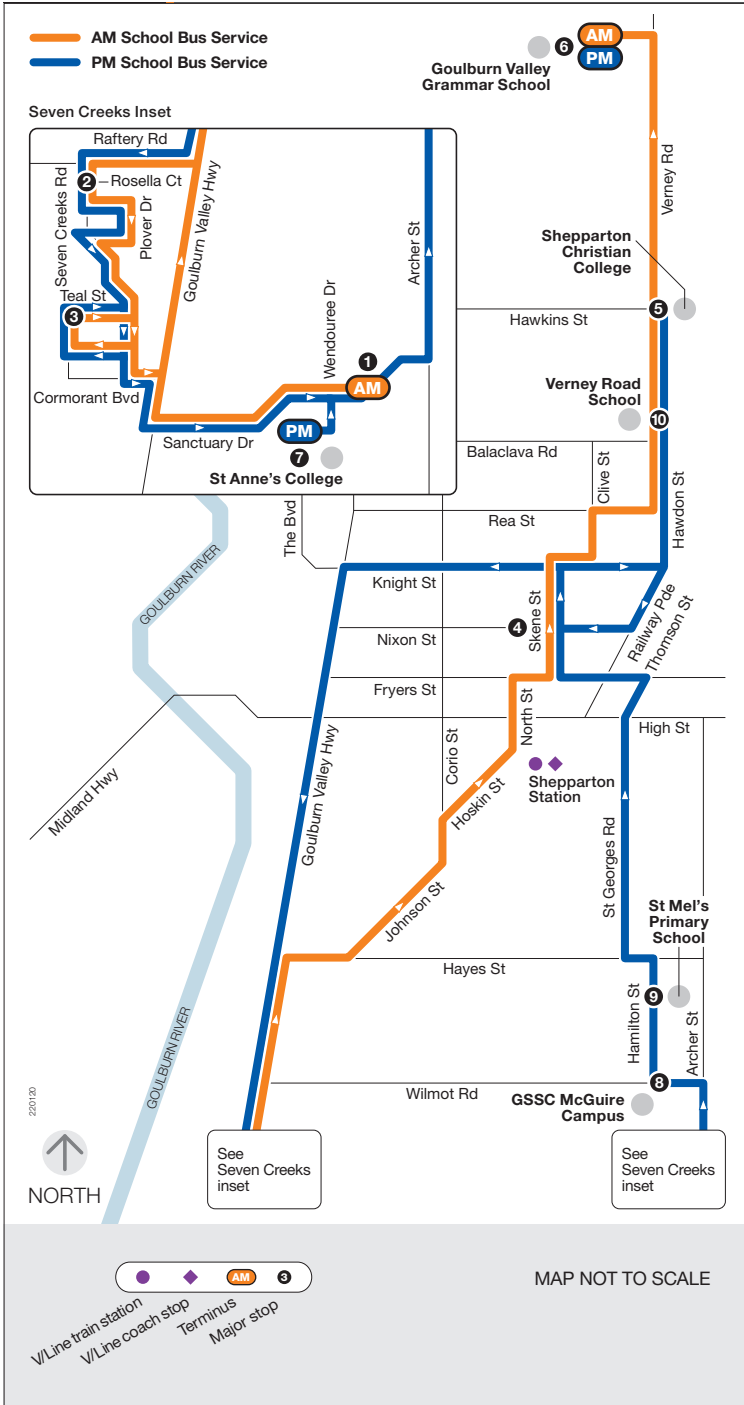 AM School Bus Service
PM School Bus Service
6
AM
PM
Goulburn Valley
Grammar School
Seven Creeks Inset
Raftery Rd
2
Rosella Ct
Seven Creeks Rd
Plover Dr
Goulburn Valley Hwy
Archer St
Teal St
3
Wendouree Dr
1
AM
Cormorant Bvd
PM
Sanctuary Dr
7
St Anne's College
Verney Rd
Shepparton
Christian
College
5
Hawkins St
Verney Road
School
10
Balaclava Rd
Clive St
The Bvd
Rea St
Hawdon St
GOULBURN RIVER
Knight St
Skene St
Railway Pde
Thomson St
4
Nixon St
Fryers St
North St
High St
Midland Hwy
Goulburn Valley Hwy
Corio St
Hoskin St
Shepparton
Station
St Georges Rd
Johnson St
St Mel's
Primary
School
Hayes St
9
Hamilton St
Archer St
GOULBURN RIVER
8
Wilmot Rd
GSSC McGuire
Campus
220120
See
Seven Creeks
inset
See
Seven Creeks
inset
NORTH
AM
3
V/Line train station
V/Line coach stop
Terminus
Major stop
MAP NOT TO SCALE